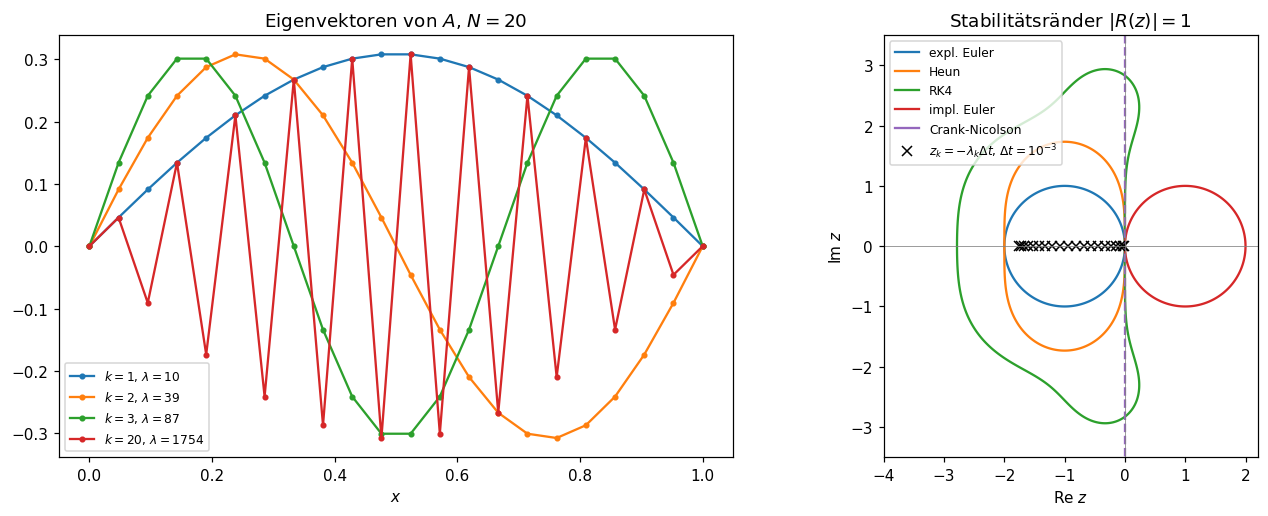 Eigenvektoren von A, N = 20
0.3
0.2
0.1
0.0
−0.1
−0.2
−0.3
k = 1, λ = 10
k = 2, λ = 39
k = 3, λ = 87
k = 20, λ = 1754
0.0 0.2 0.4 0.6 0.8 1.0
x
Stabilitätsränder |R(z)| = 1
3
2
1
0
−1
−2
−3
Im z
expl. Euler
Heun
RK4
impl. Euler
Crank-Nicolson
zₖ = −λₖΔt, Δt = 10⁻³
−4 −3 −2 −1 0 1 2
Re z